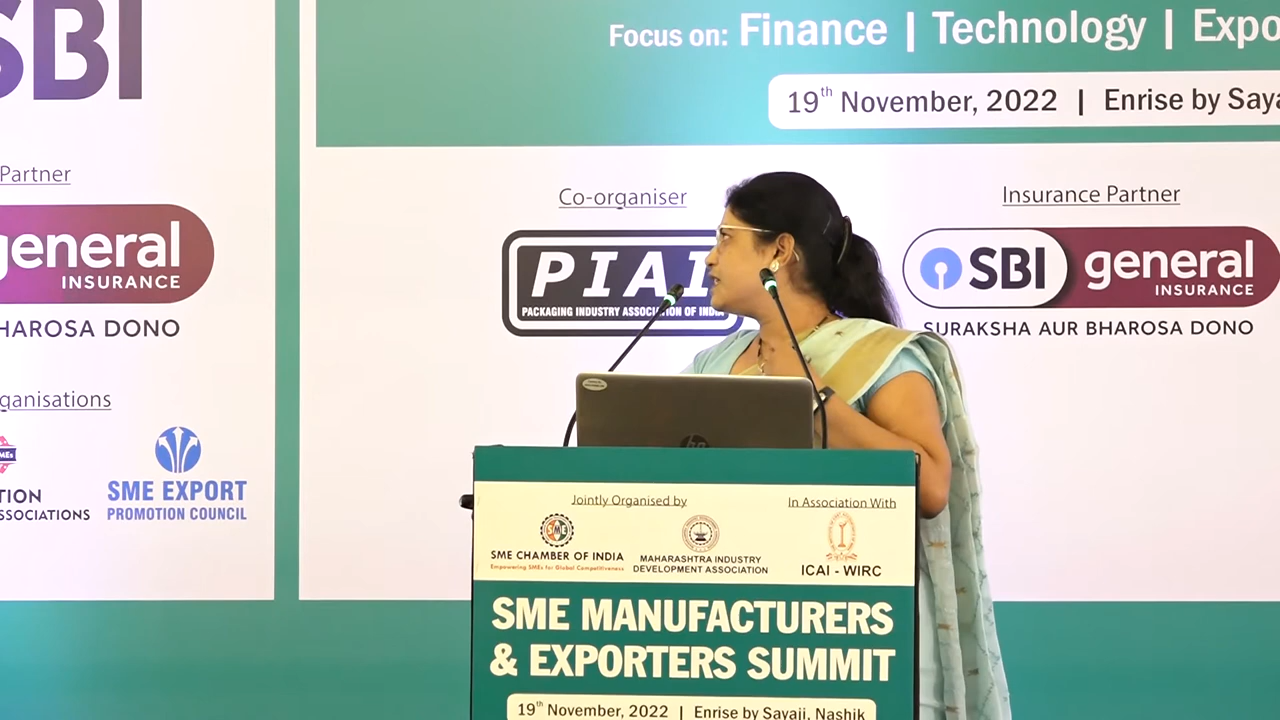 SBI
Focus on: Finance | Technology | Expo
19th November, 2022 | Enrise by Saya
Partner
general
INSURANCE
HAROSA DONO
Co-organiser
PIAI
PACKAGING INDUSTRY ASSOCIATION OF INDIA
Insurance Partner
SBI general
INSURANCE
SURAKSHA AUR BHAROSA DONO
ganisations
MEs
TION
ASSOCIATIONS
SME EXPORT
PROMOTION COUNCIL
hp
Jointly Organised by
In Association With
SME
SME CHAMBER OF INDIA
Empowering SMEs for Global Competitiveness
MAHARASHTRA INDUSTRY
DEVELOPMENT ASSOCIATION
ICAI - WIRC
SME MANUFACTURERS
& EXPORTERS SUMMIT
19th November, 2022 | Enrise by Sayaji, Nashik